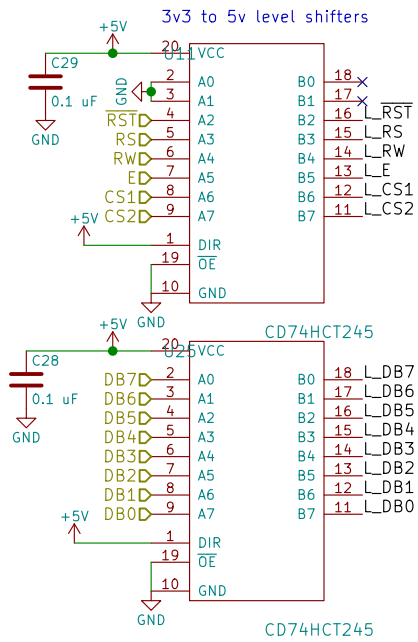 3v3 to 5v level shifters
+5V
C29
0.1 uF
GND
U11
20 VCC
GND
2 A0 B0 18
3 A1 B1 17
RST 4 A2 B2 16 L_RST
RS 5 A3 B3 15 L_RS
RW 6 A4 B4 14 L_RW
E 7 A5 B5 13 L_E
CS1 8 A6 B6 12 L_CS1
CS2 9 A7 B7 11 L_CS2
+5V
1 DIR
19 OE
10 GND
GND
CD74HCT245
+5V
C28
0.1 uF
GND
U25
20 VCC
DB7 2 A0 B0 18 L_DB7
DB6 3 A1 B1 17 L_DB6
DB5 4 A2 B2 16 L_DB5
DB4 5 A3 B3 15 L_DB4
DB3 6 A4 B4 14 L_DB3
DB2 7 A5 B5 13 L_DB2
DB1 8 A6 B6 12 L_DB1
DB0 9 A7 B7 11 L_DB0
+5V
1 DIR
19 OE
10 GND
GND
CD74HCT245